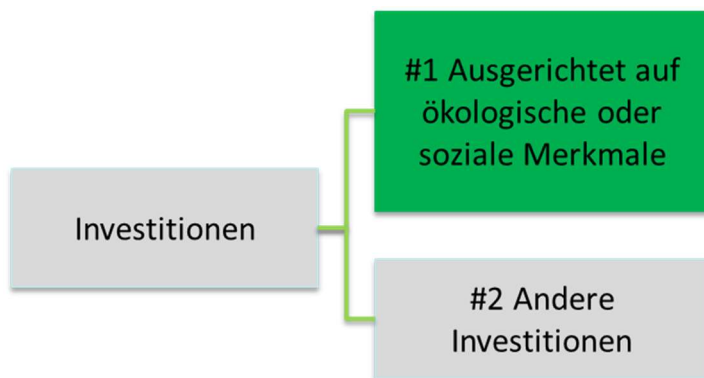 #1 Ausgerichtet auf
ökologische oder
soziale Merkmale
Investitionen
#2 Andere
Investitionen